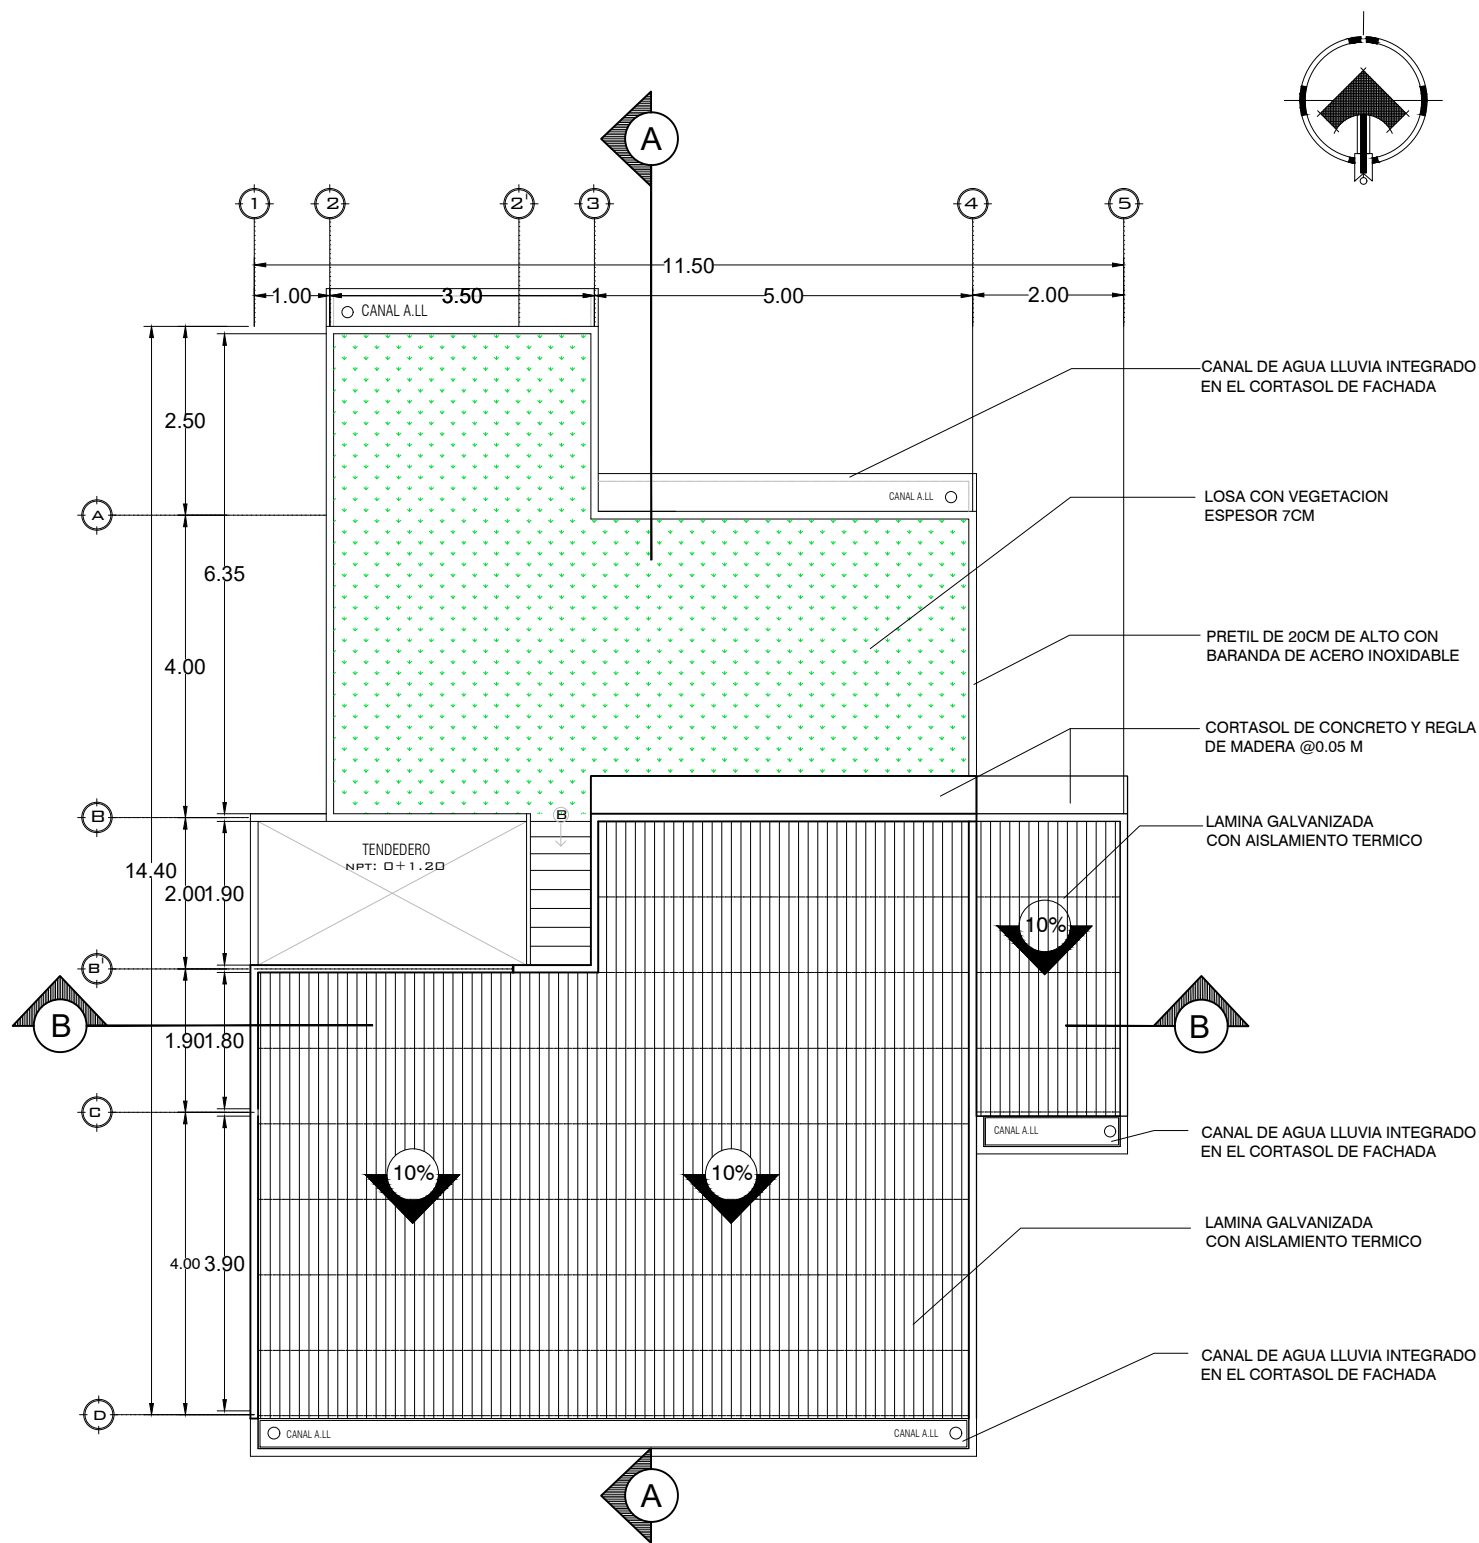 A
1
2
2'
3
4
5
11.50
1.00
3.50
5.00
2.00
CANAL A.LL
CANAL DE AGUA LLUVIA INTEGRADO
EN EL CORTASOL DE FACHADA
2.50
CANAL A.LL
LOSA CON VEGETACION
ESPESOR 7CM
A
6.35
PRETIL DE 20CM DE ALTO CON
BARANDA DE ACERO INOXIDABLE
4.00
CORTASOL DE CONCRETO Y REGLA
DE MADERA @0.05 M
B
B
LAMINA GALVANIZADA
CON AISLAMIENTO TERMICO
TENDEDERO
NPT: 0+1.20
14.40
2.00
1.90
10%
B'
B
B
1.90
1.80
C
CANAL A.LL
CANAL DE AGUA LLUVIA INTEGRADO
EN EL CORTASOL DE FACHADA
10%
10%
LAMINA GALVANIZADA
CON AISLAMIENTO TERMICO
4.00
3.90
CANAL DE AGUA LLUVIA INTEGRADO
EN EL CORTASOL DE FACHADA
D
CANAL A.LL
CANAL A.LL
A